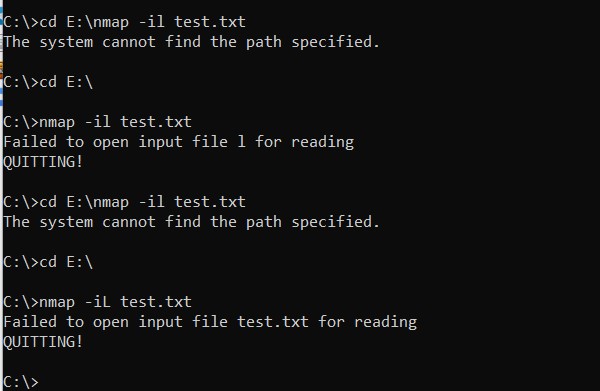 C:\>cd E:\nmap -il test.txt
The system cannot find the path specified.
C:\>cd E:\
C:\>nmap -il test.txt
Failed to open input file l for reading
QUITTING!
C:\>cd E:\nmap -il test.txt
The system cannot find the path specified.
C:\>cd E:\
C:\>nmap -iL test.txt
Failed to open input file test.txt for reading
QUITTING!
C:\>